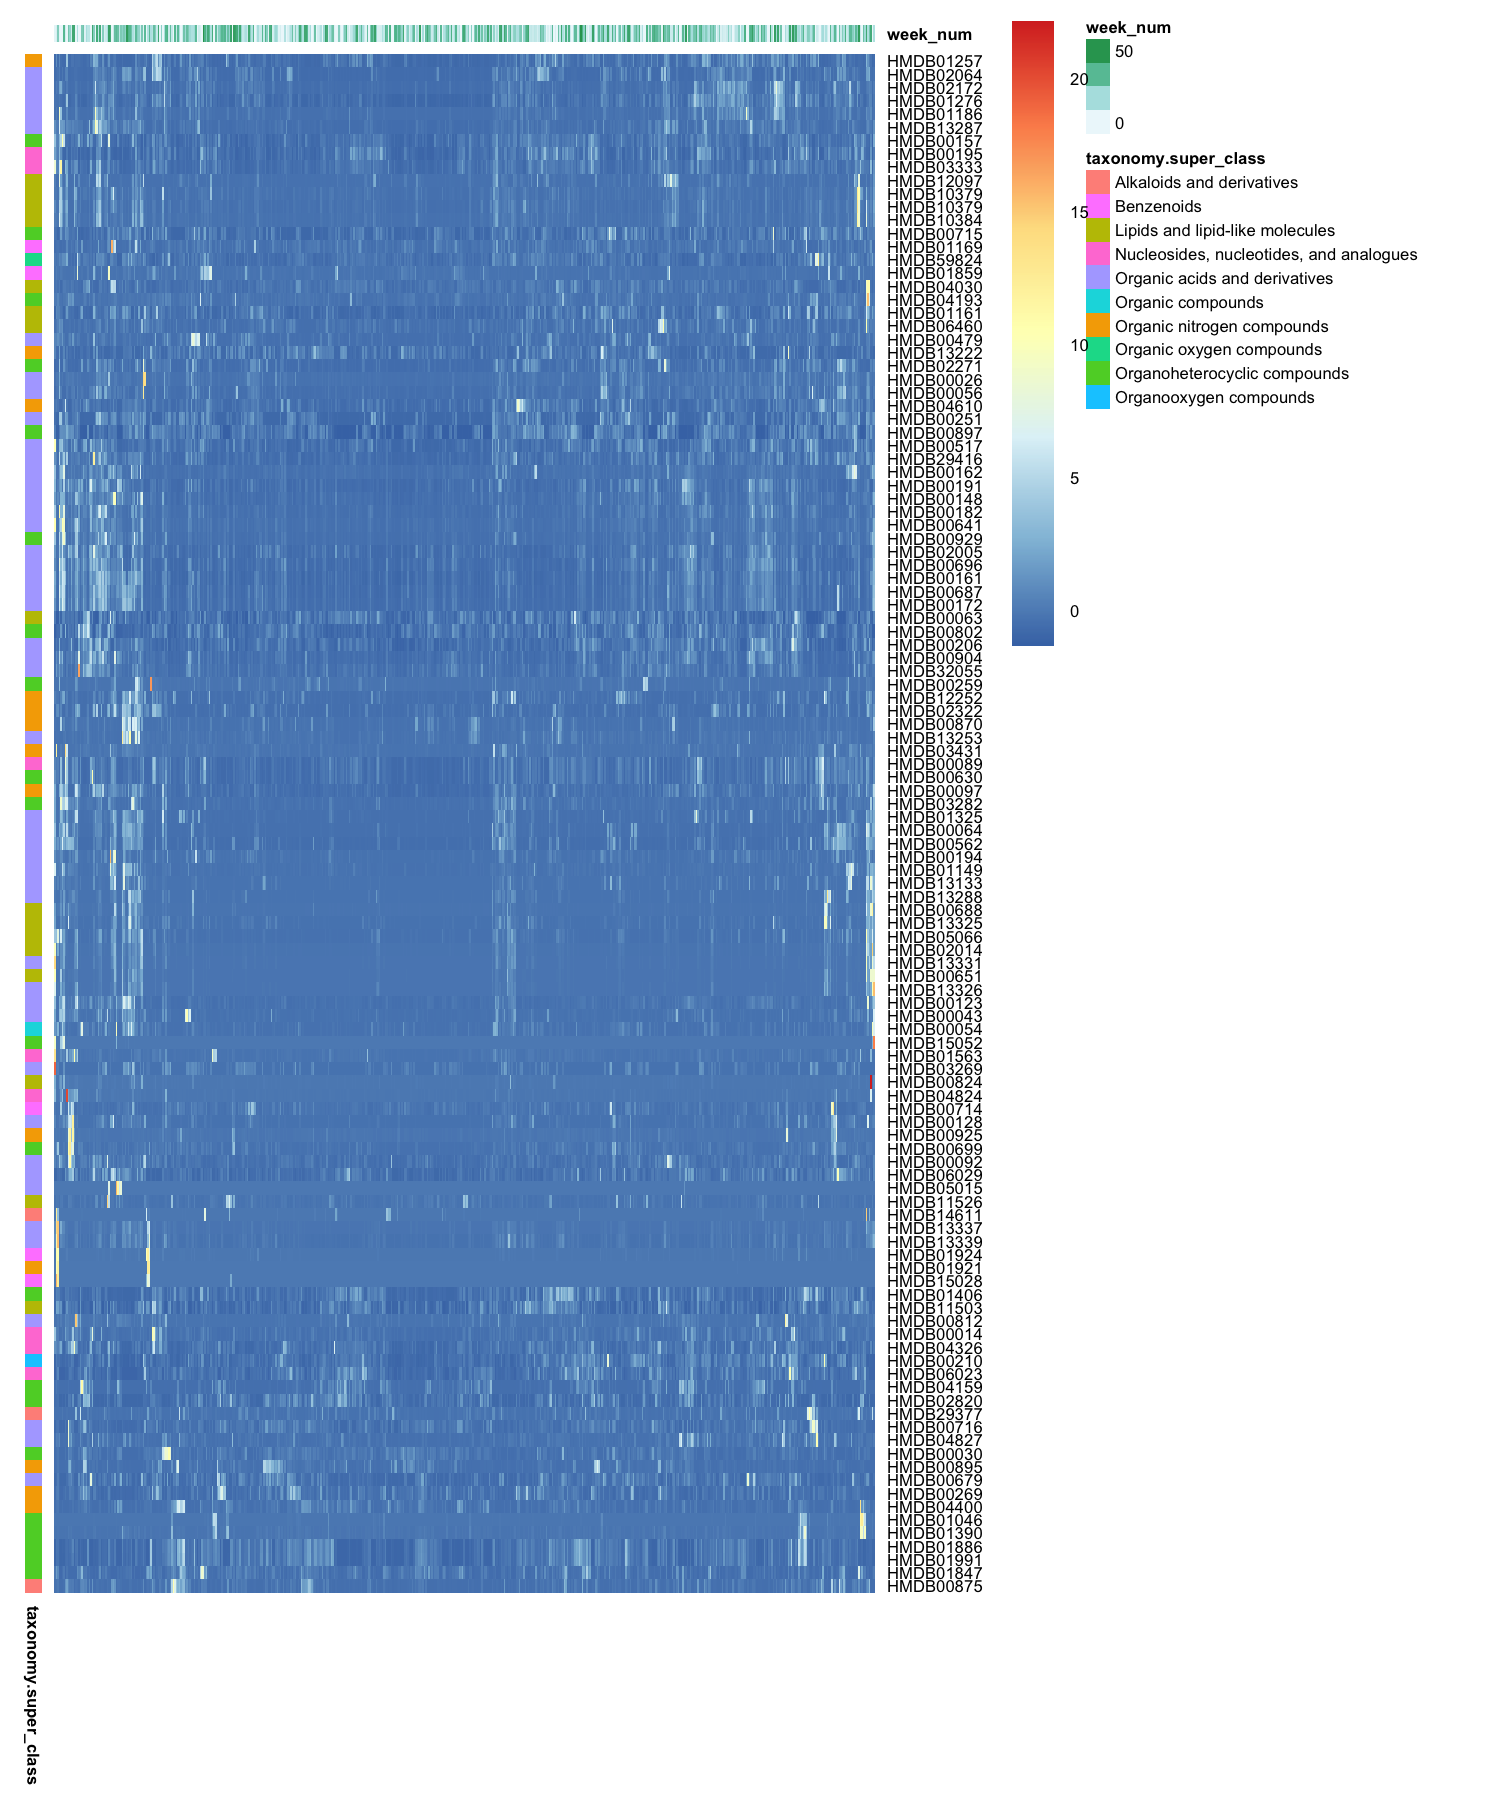 week_num
HMDB01257
HMDB02064
HMDB02172
HMDB01276
HMDB01186
HMDB13287
HMDB00157
HMDB00195
HMDB03333
HMDB12097
HMDB10379
HMDB10379
HMDB10384
HMDB00715
HMDB01169
HMDB59824
HMDB01859
HMDB04030
HMDB04193
HMDB01161
HMDB06460
HMDB00479
HMDB13222
HMDB02271
HMDB00026
HMDB00056
HMDB04610
HMDB00251
HMDB00897
HMDB00517
HMDB29416
HMDB00162
HMDB00191
HMDB00148
HMDB00182
HMDB00641
HMDB00929
HMDB02005
HMDB00696
HMDB00161
HMDB00687
HMDB00172
HMDB00063
HMDB00802
HMDB00206
HMDB00904
HMDB32055
HMDB00259
HMDB12252
HMDB02322
HMDB00870
HMDB13253
HMDB03431
HMDB00089
HMDB00630
HMDB00097
HMDB03282
HMDB01325
HMDB00064
HMDB00562
HMDB00194
HMDB01149
HMDB13133
HMDB13288
HMDB00688
HMDB13325
HMDB05066
HMDB02014
HMDB13331
HMDB00651
HMDB13326
HMDB00123
HMDB00043
HMDB00054
HMDB15052
HMDB01563
HMDB03269
HMDB00824
HMDB04824
HMDB00714
HMDB00128
HMDB00925
HMDB00699
HMDB00092
HMDB06029
HMDB05015
HMDB11526
HMDB14611
HMDB13337
HMDB13339
HMDB01924
HMDB01921
HMDB15028
HMDB01406
HMDB11503
HMDB00812
HMDB00014
HMDB04326
HMDB00210
HMDB06023
HMDB04159
HMDB02820
HMDB29377
HMDB00716
HMDB04827
HMDB00030
HMDB00895
HMDB00679
HMDB00269
HMDB04400
HMDB01046
HMDB01390
HMDB01886
HMDB01991
HMDB01847
HMDB00875
taxonomy.super_class
20
15
10
5
0
week_num
50
0
taxonomy.super_class
Alkaloids and derivatives
Benzenoids
Lipids and lipid-like molecules
Nucleosides, nucleotides, and analogues
Organic acids and derivatives
Organic compounds
Organic nitrogen compounds
Organic oxygen compounds
Organoheterocyclic compounds
Organooxygen compounds